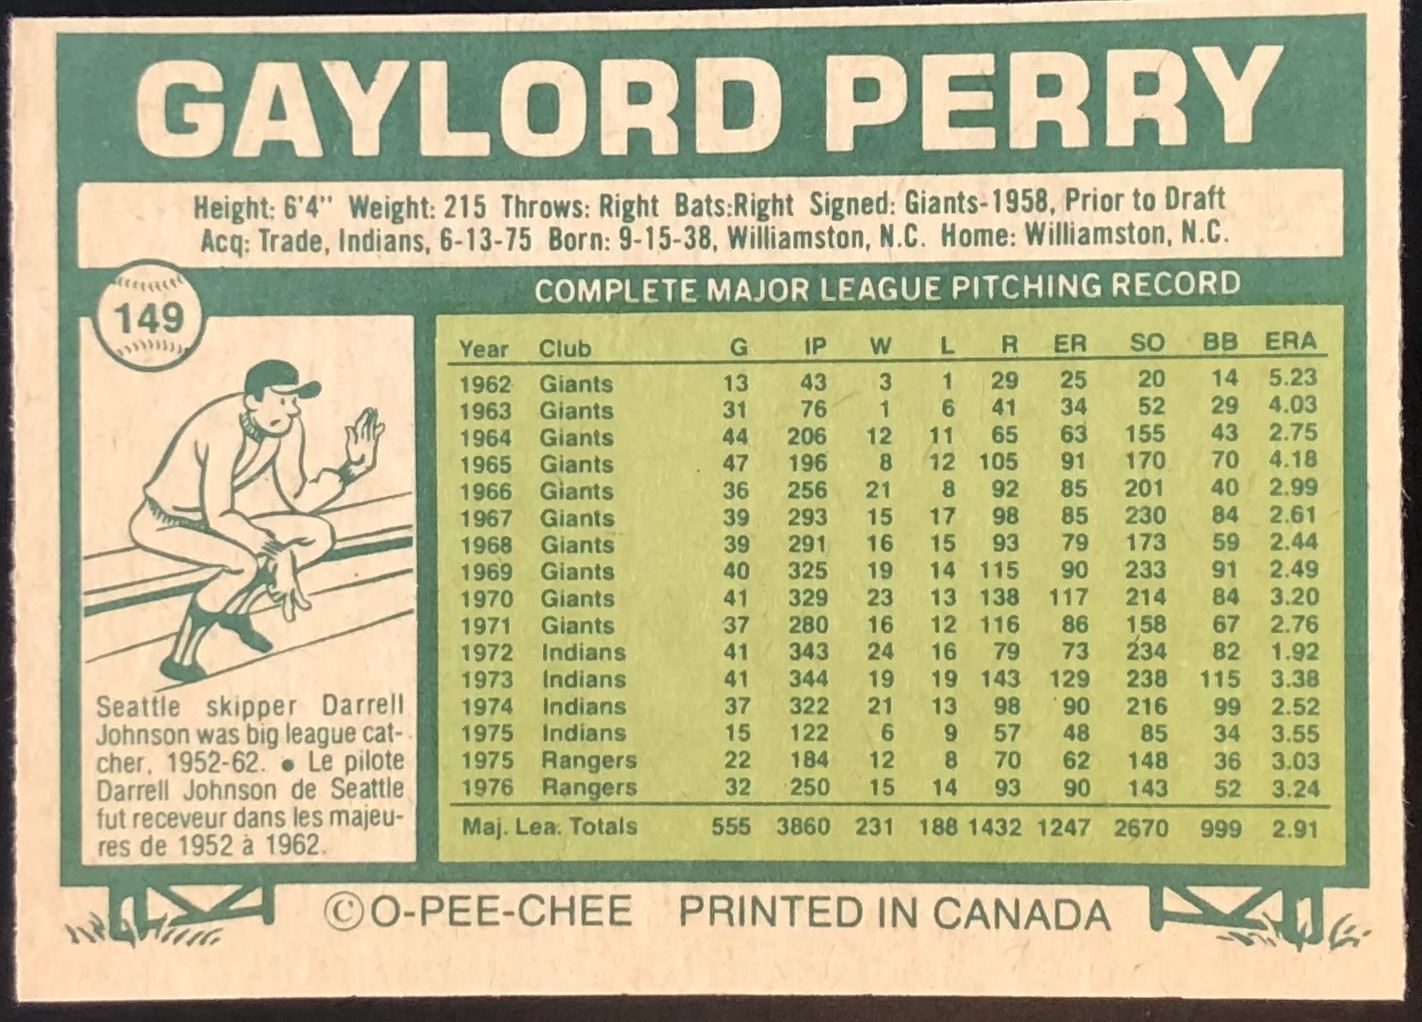 GAYLORD PERRY
Height: 6'4" Weight: 215 Throws: Right Bats:Right Signed: Giants-1958, Prior to Draft
Acq: Trade, Indians, 6-13-75 Born: 9-15-38, Williamston, N.C. Home: Williamston, N.C.
149
COMPLETE MAJOR LEAGUE PITCHING RECORD
Year Club G IP W L R ER SO BB ERA
1962 Giants 13 43 3 1 29 25 20 14 5.23
1963 Giants 31 76 1 6 41 34 52 29 4.03
1964 Giants 44 206 12 11 65 63 155 43 2.75
1965 Giants 47 196 8 12 105 91 170 70 4.18
1966 Giants 36 256 21 8 92 85 201 40 2.99
1967 Giants 39 293 15 17 98 85 230 84 2.61
1968 Giants 39 291 16 15 93 79 173 59 2.44
1969 Giants 40 325 19 14 115 90 233 91 2.49
1970 Giants 41 329 23 13 138 117 214 84 3.20
1971 Giants 37 280 16 12 116 86 158 67 2.76
1972 Indians 41 343 24 16 79 73 234 82 1.92
1973 Indians 41 344 19 19 143 129 238 115 3.38
1974 Indians 37 322 21 13 98 90 216 99 2.52
1975 Indians 15 122 6 9 57 48 85 34 3.55
1975 Rangers 22 184 12 8 70 62 148 36 3.03
1976 Rangers 32 250 15 14 93 90 143 52 3.24
Maj. Lea. Totals 555 3860 231 188 1432 1247 2670 999 2.91
Seattle skipper Darrell
Johnson was big league cat-
cher, 1952-62. • Le pilote
Darrell Johnson de Seattle
fut receveur dans les majeu-
res de 1952 à 1962.
©O-PEE-CHEE PRINTED IN CANADA